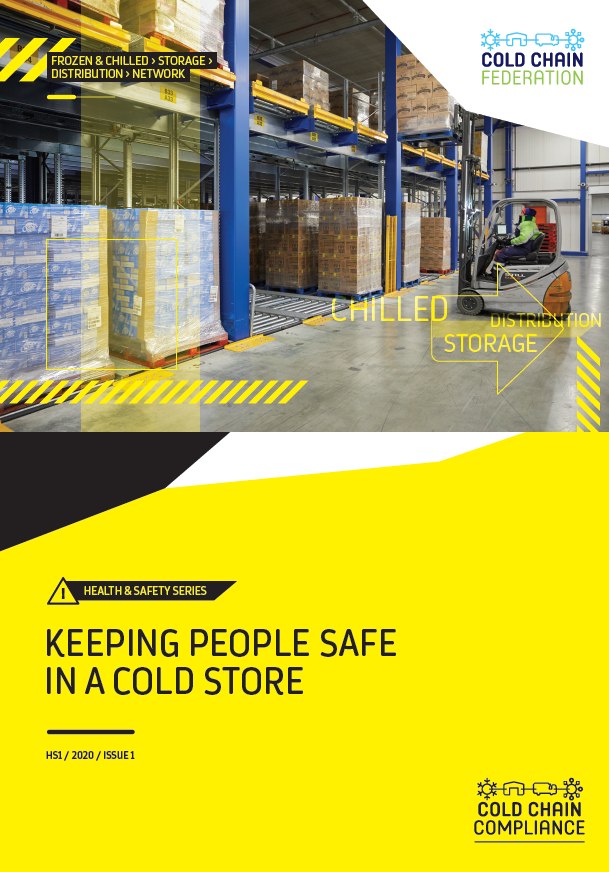 FROZEN & CHILLED > STORAGE >
DISTRIBUTION > NETWORK
COLD CHAIN
FEDERATION
CHILLED
DISTRIBUTION
STORAGE
STILL
HEALTH & SAFETY SERIES
KEEPING PEOPLE SAFE
IN A COLD STORE
HS1 / 2020 / ISSUE 1
COLD CHAIN
COMPLIANCE